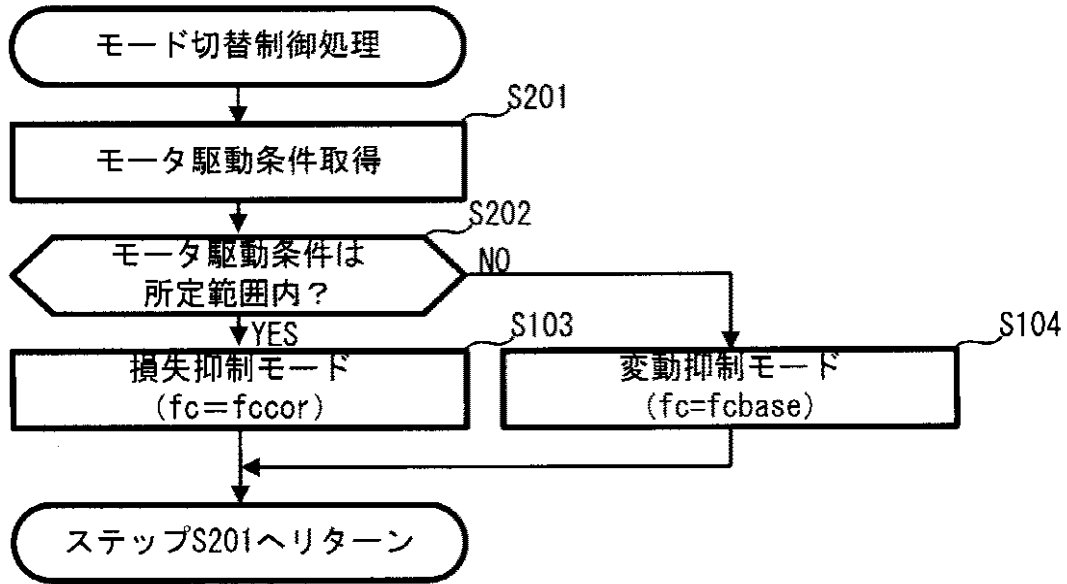 モード切替制御処理
S201
モータ駆動条件取得
S202
モータ駆動条件は
所定範囲内?
NO
YES
S103
損失抑制モード
(fc=fccor)
S104
変動抑制モード
(fc=fcbase)
ステップS201へリターン